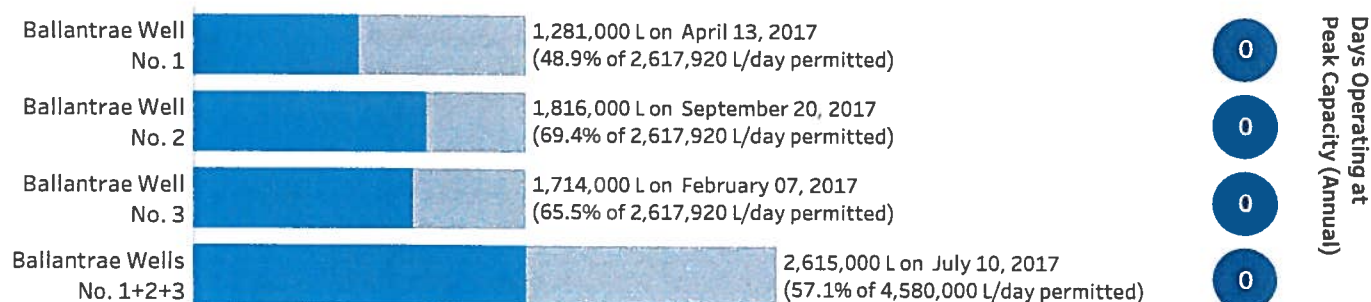 Ballantrae Well
No. 1
1,281,000 L on April 13, 2017
(48.9% of 2,617,920 L/day permitted)
0
Ballantrae Well
No. 2
1,816,000 L on September 20, 2017
(69.4% of 2,617,920 L/day permitted)
0
Ballantrae Well
No. 3
1,714,000 L on February 07, 2017
(65.5% of 2,617,920 L/day permitted)
0
Ballantrae Wells
No. 1+2+3
2,615,000 L on July 10, 2017
(57.1% of 4,580,000 L/day permitted)
0
Days Operating at
Peak Capacity (Annual)